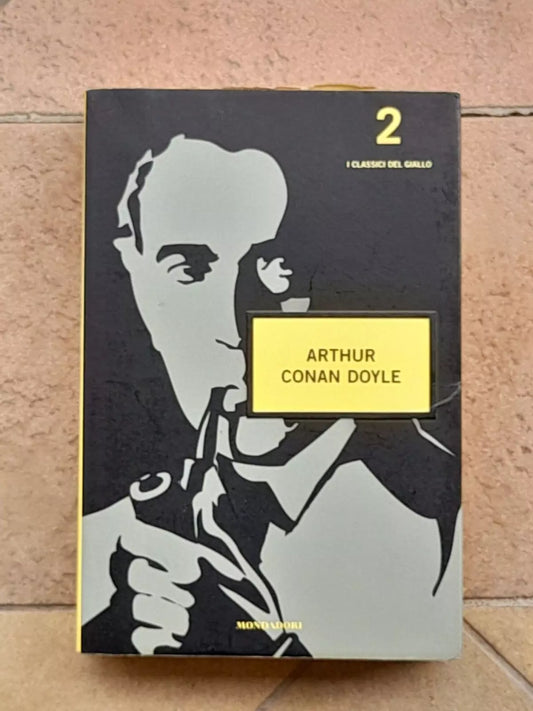 2
I CLASSICI DEL GIALLO
ARTHUR
CONAN DOYLE
MONDADORI